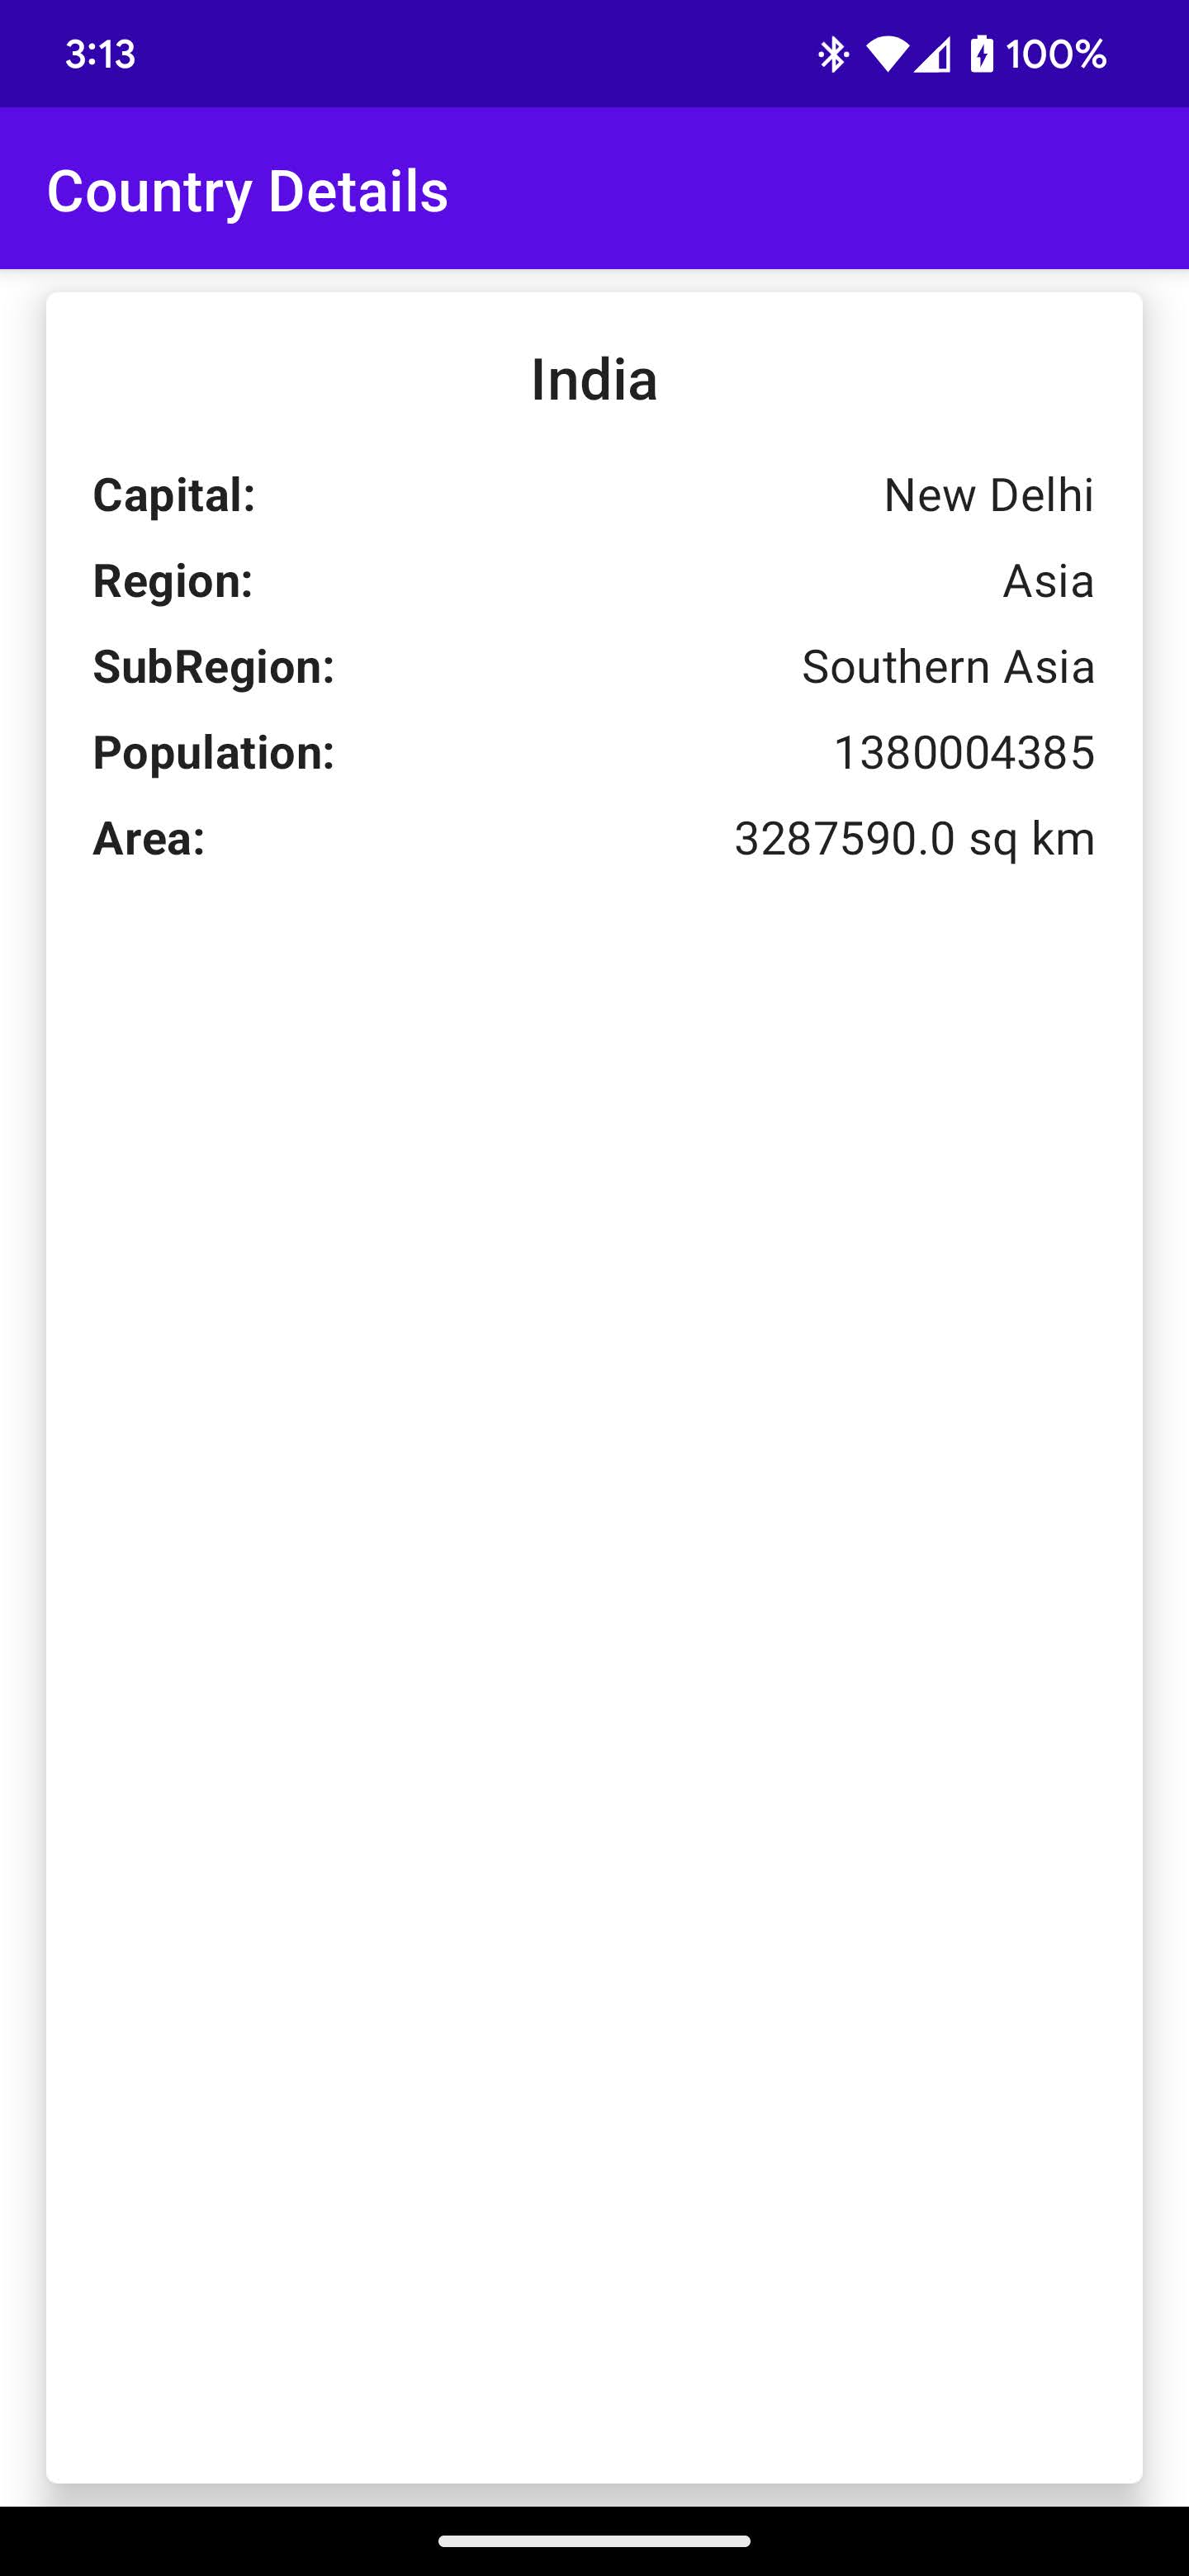 3:13 100%
Country Details
India
Capital: New Delhi
Region: Asia
SubRegion: Southern Asia
Population: 1380004385
Area: 3287590.0 sq km